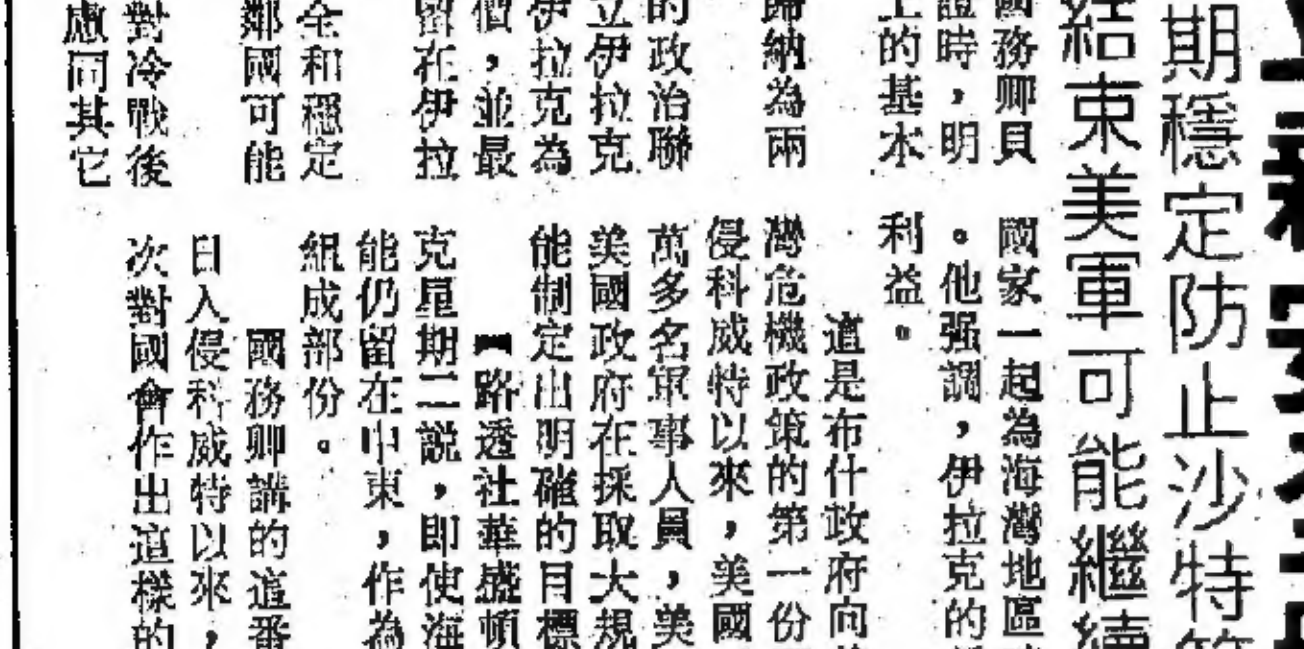 期穩定防止沙特
結束美軍可能繼續
國務卿貝
證時，明
上的基本
歸納為兩
的政治聯
立伊拉克
伊拉克為
價，並最
留在伊拉
全和穩定
鄰國可能
對冷戰後
慮而其它
國家一起為海灣地區
。他强調，伊拉克的
利益。
這是布什政府向
灣危機政策的第一份
侵科威特以來，美國
萬多名軍事人員，美
美國政府在採取大規
能制定出明確的目標
【路透社華盛頓
克星期二説，即使海
能仍留在中東，作為
組成部份。
國務卿講的這番
日入侵科威特以來，
次對國會作出這樣的